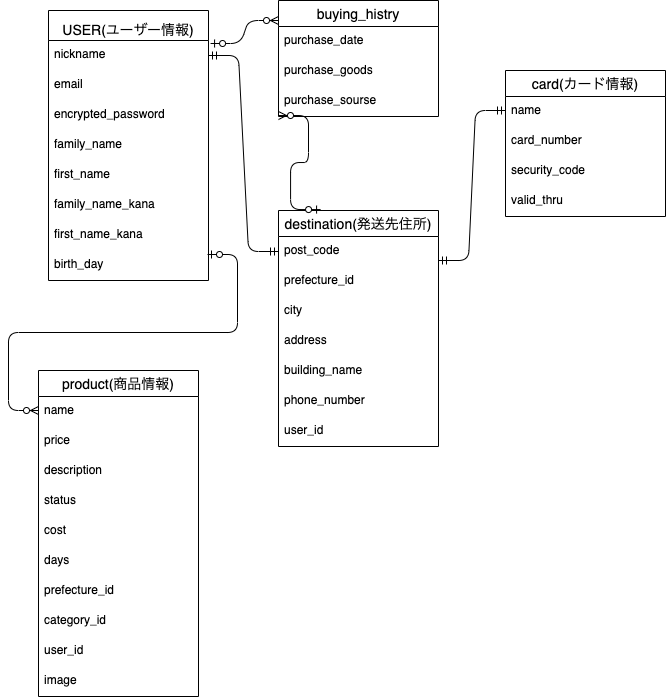 USER(ユーザー情報)
nickname
email
encrypted_password
family_name
first_name
family_name_kana
first_name_kana
birth_day
buying_histry
purchase_date
purchase_goods
purchase_sourse
card(カード情報)
name
card_number
security_code
valid_thru
destination(発送先住所)
post_code
prefecture_id
city
address
building_name
phone_number
user_id
product(商品情報)
name
price
description
status
cost
days
prefecture_id
category_id
user_id
image